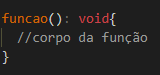 funcao(): void{
//corpo da função
}